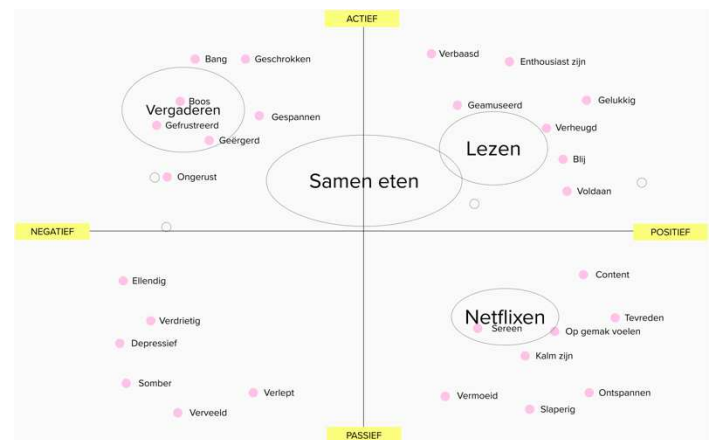 ACTIEF
Verbaasd
Bang
Geschrokken
Enthousiast zijn
Boos
Vergaderen
Geamuseerd
Gelukkig
Gespannen
Gefrustreerd
Verheugd
Geërgerd
Lezen
Blij
Ongerust
Samen eten
Voldaan
NEGATIEF
POSITIEF
Ellendig
Content
Verdrietig
Netflixen
Tevreden
Sereen
Op gemak voelen
Depressief
Kalm zijn
Somber
Verlept
Vermoeid
Ontspannen
Verveeld
Slaperig
PASSIEF